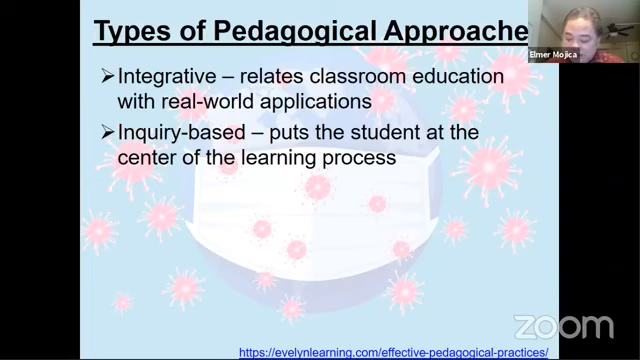 Types of Pedagogical Approache
Elmer Mojica
➢Integrative – relates classroom education
with real-world applications
➢Inquiry-based – puts the student at the
center of the learning process
zoom
https://evelynlearning.com/effective-pedagogical-practices/